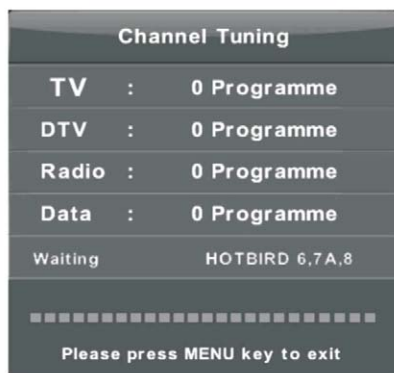 Channel Tuning
TV : 0 Programme
DTV : 0 Programme
Radio : 0 Programme
Data : 0 Programme
Waiting HOTBIRD 6,7A,8
Please press MENU key to exit